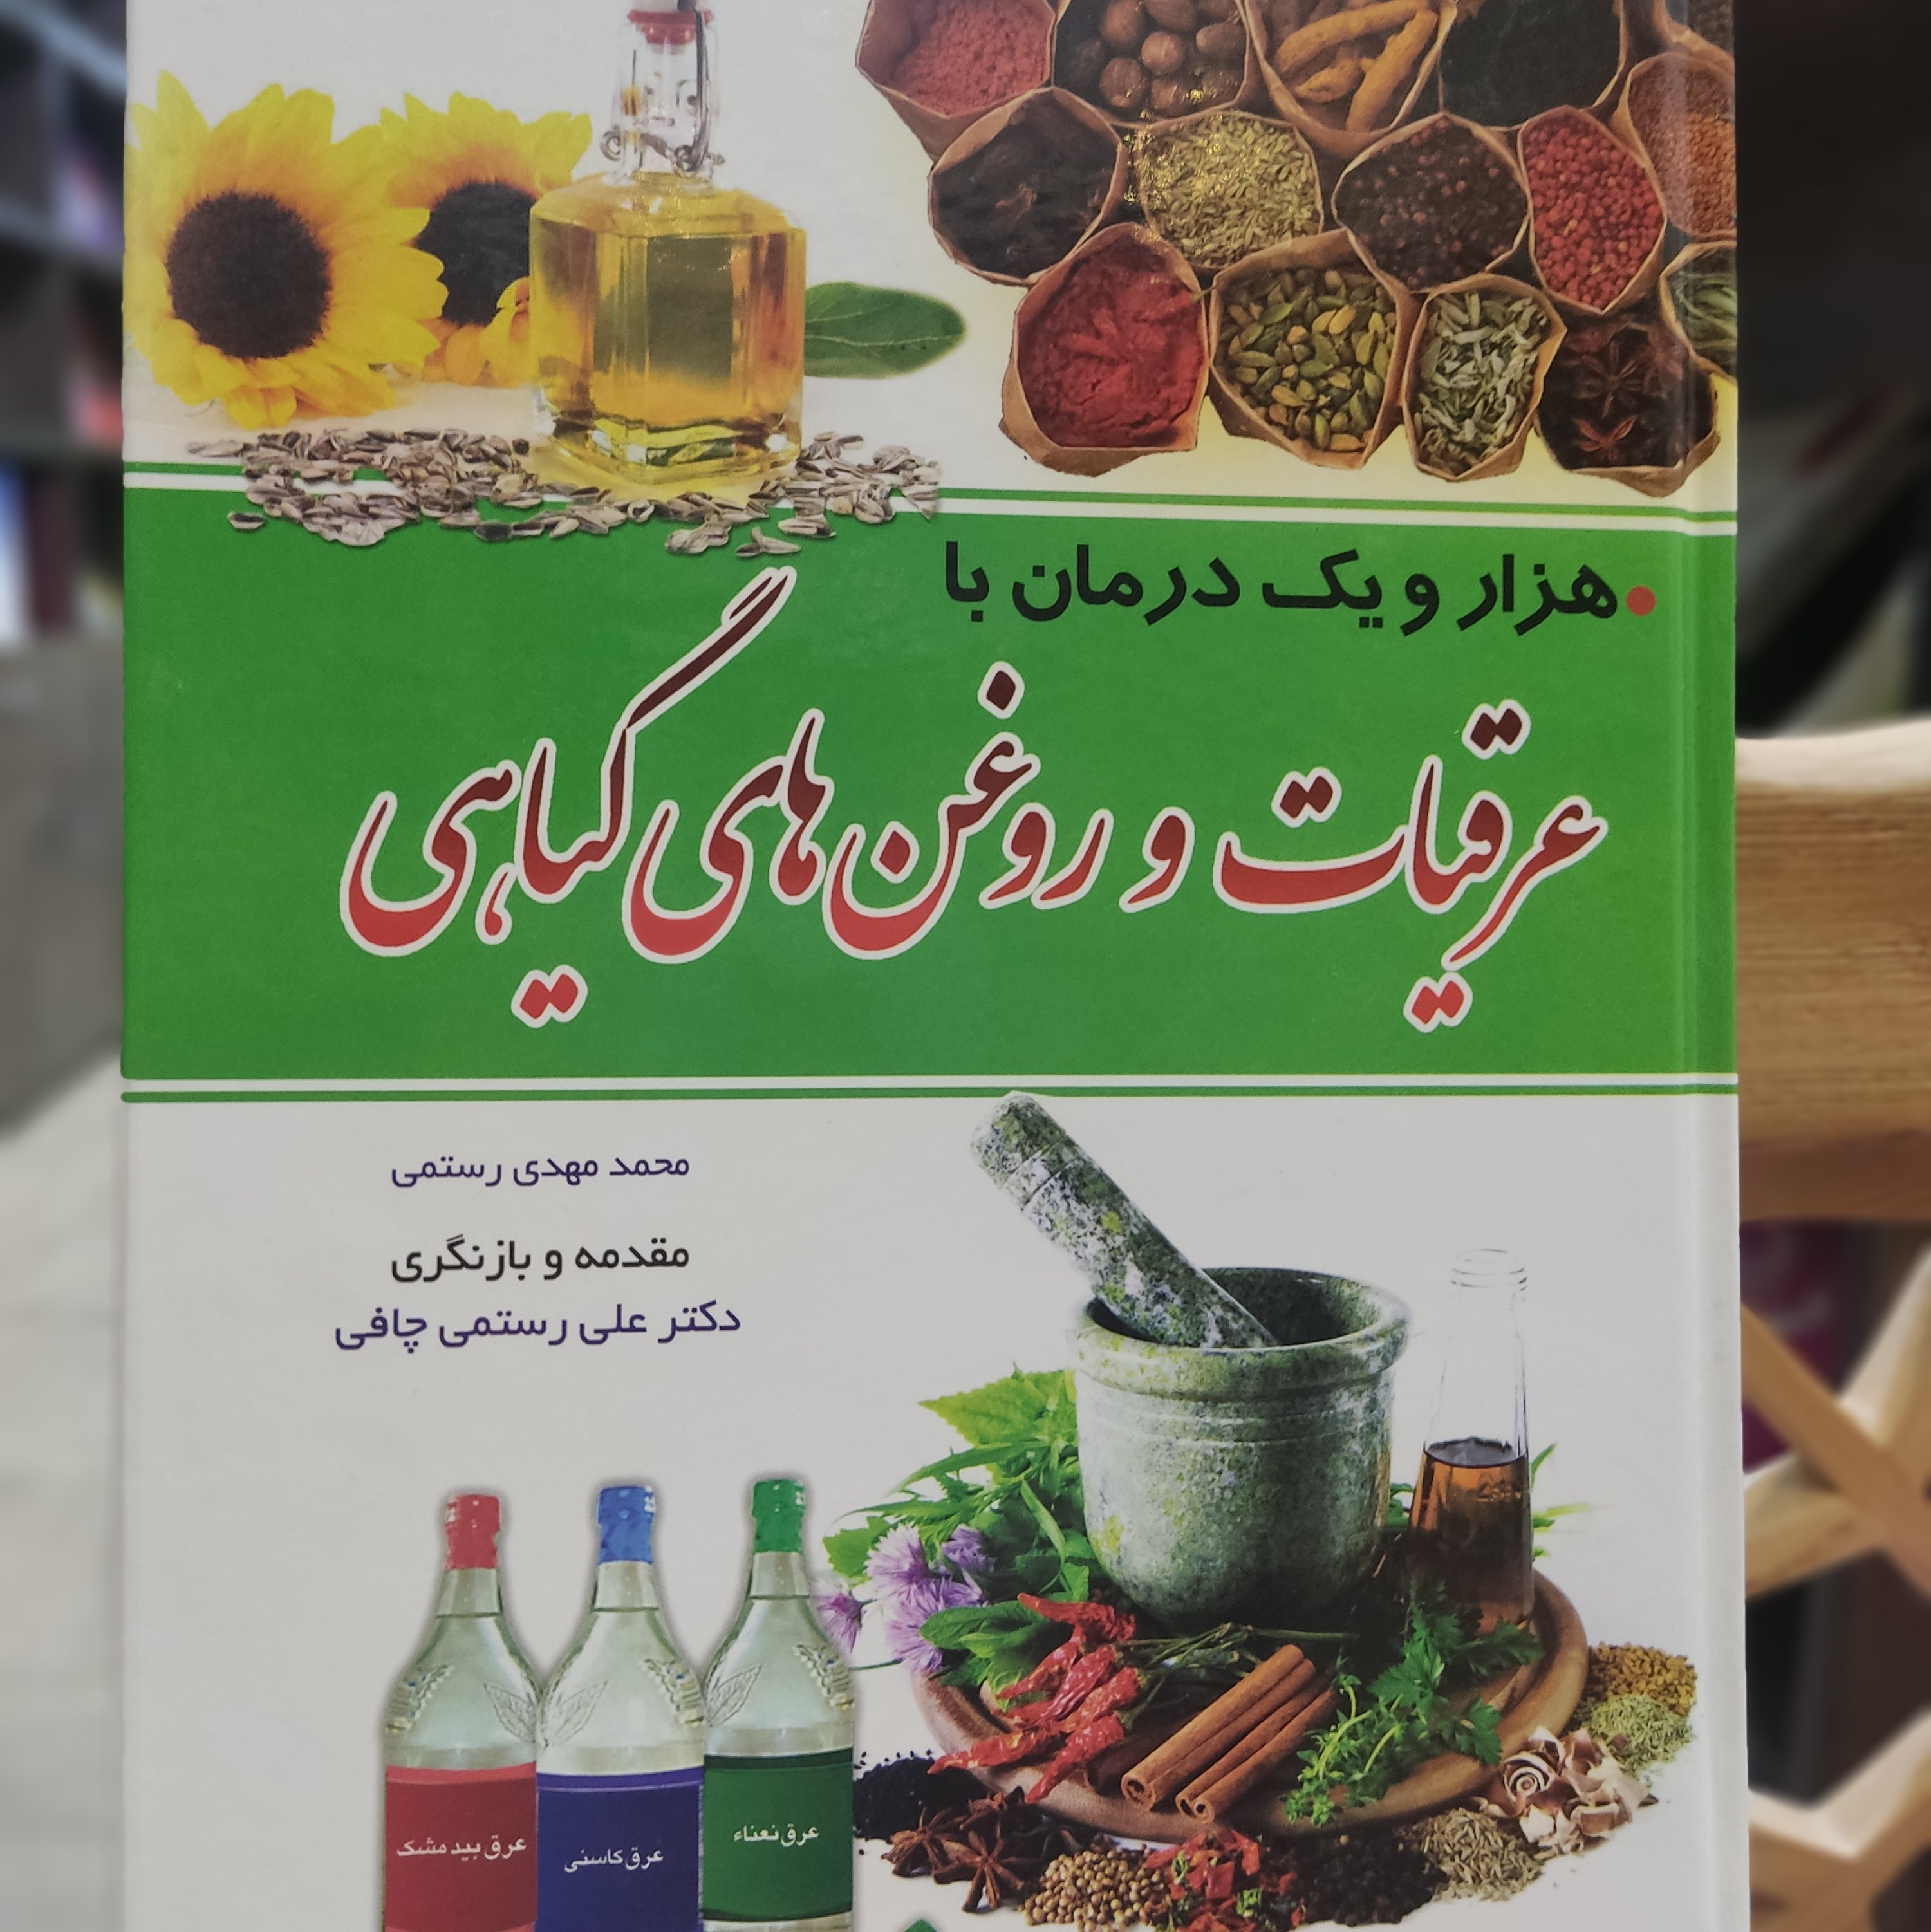 هزار و یک درمان با
عرقیات و روغن های گیاهی
محمد مهدی رستمی
مقدمه و بازنگری
دکتر علی رستمی چافی
عرق بیدمشک
عرق کاسنی
عرق نعناء